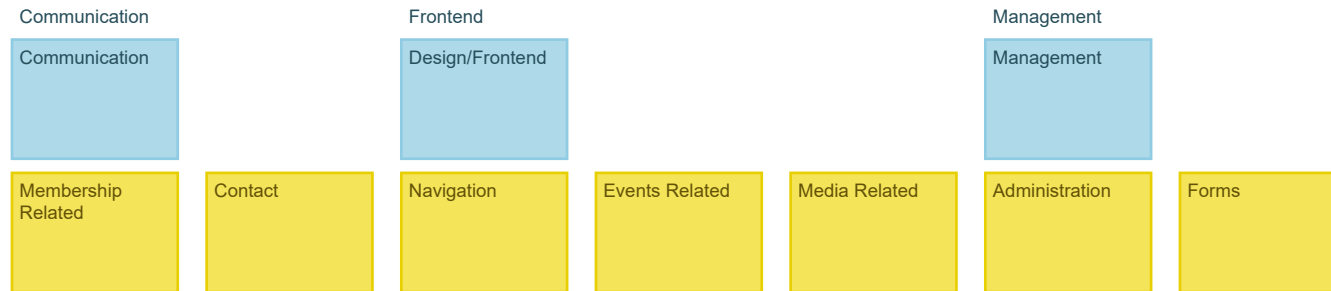 Communication
Frontend
Management
Communication
Design/Frontend
Management
Membership
Related
Contact
Navigation
Events Related
Media Related
Administration
Forms